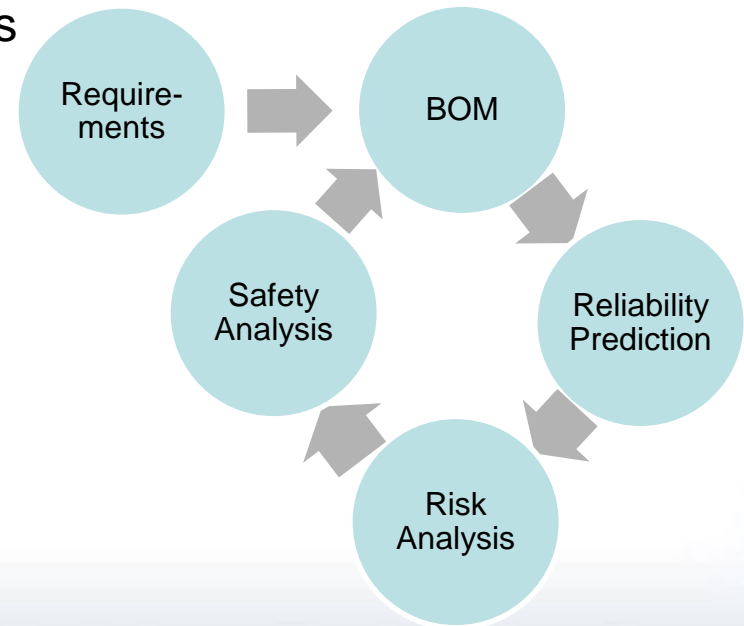 s
Require-
ments
BOM
Safety
Analysis
Reliability
Prediction
Risk
Analysis